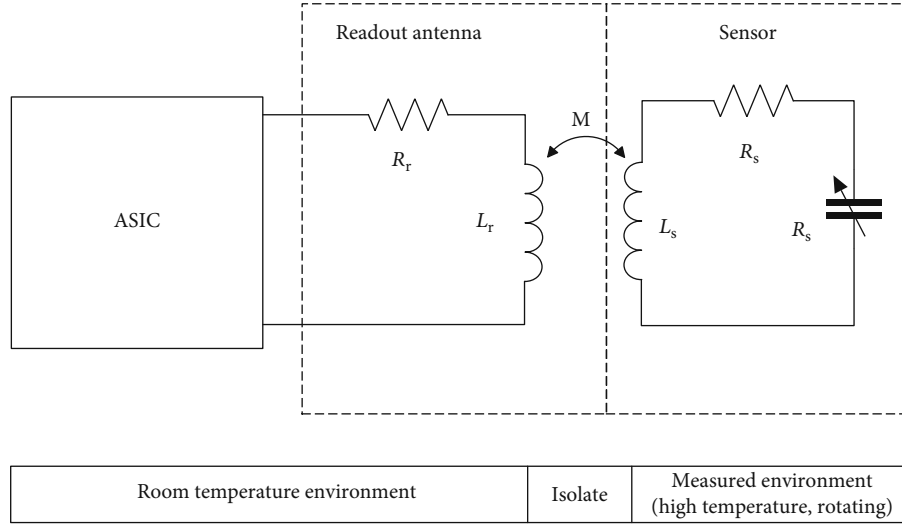 Readout antenna
Sensor
ASIC
R_r
L_r
M
L_s
R_s
R_s
Room temperature environment
Isolate
Measured environment
(high temperature, rotating)